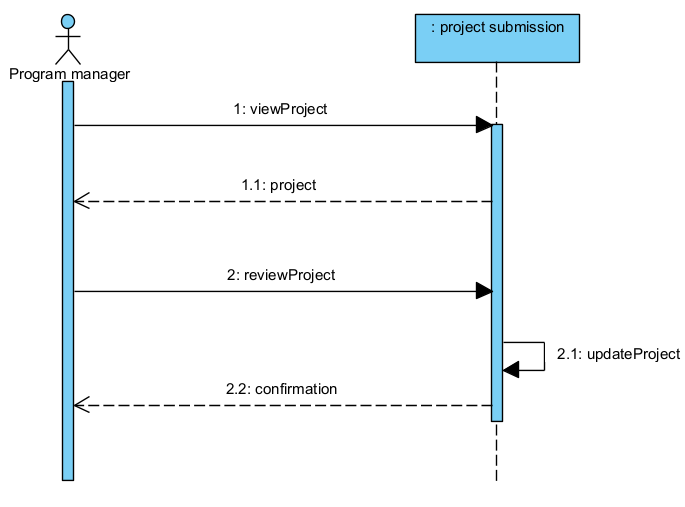 : project submission
Program manager
1: viewProject
1.1: project
2: reviewProject
2.1: updateProject
2.2: confirmation